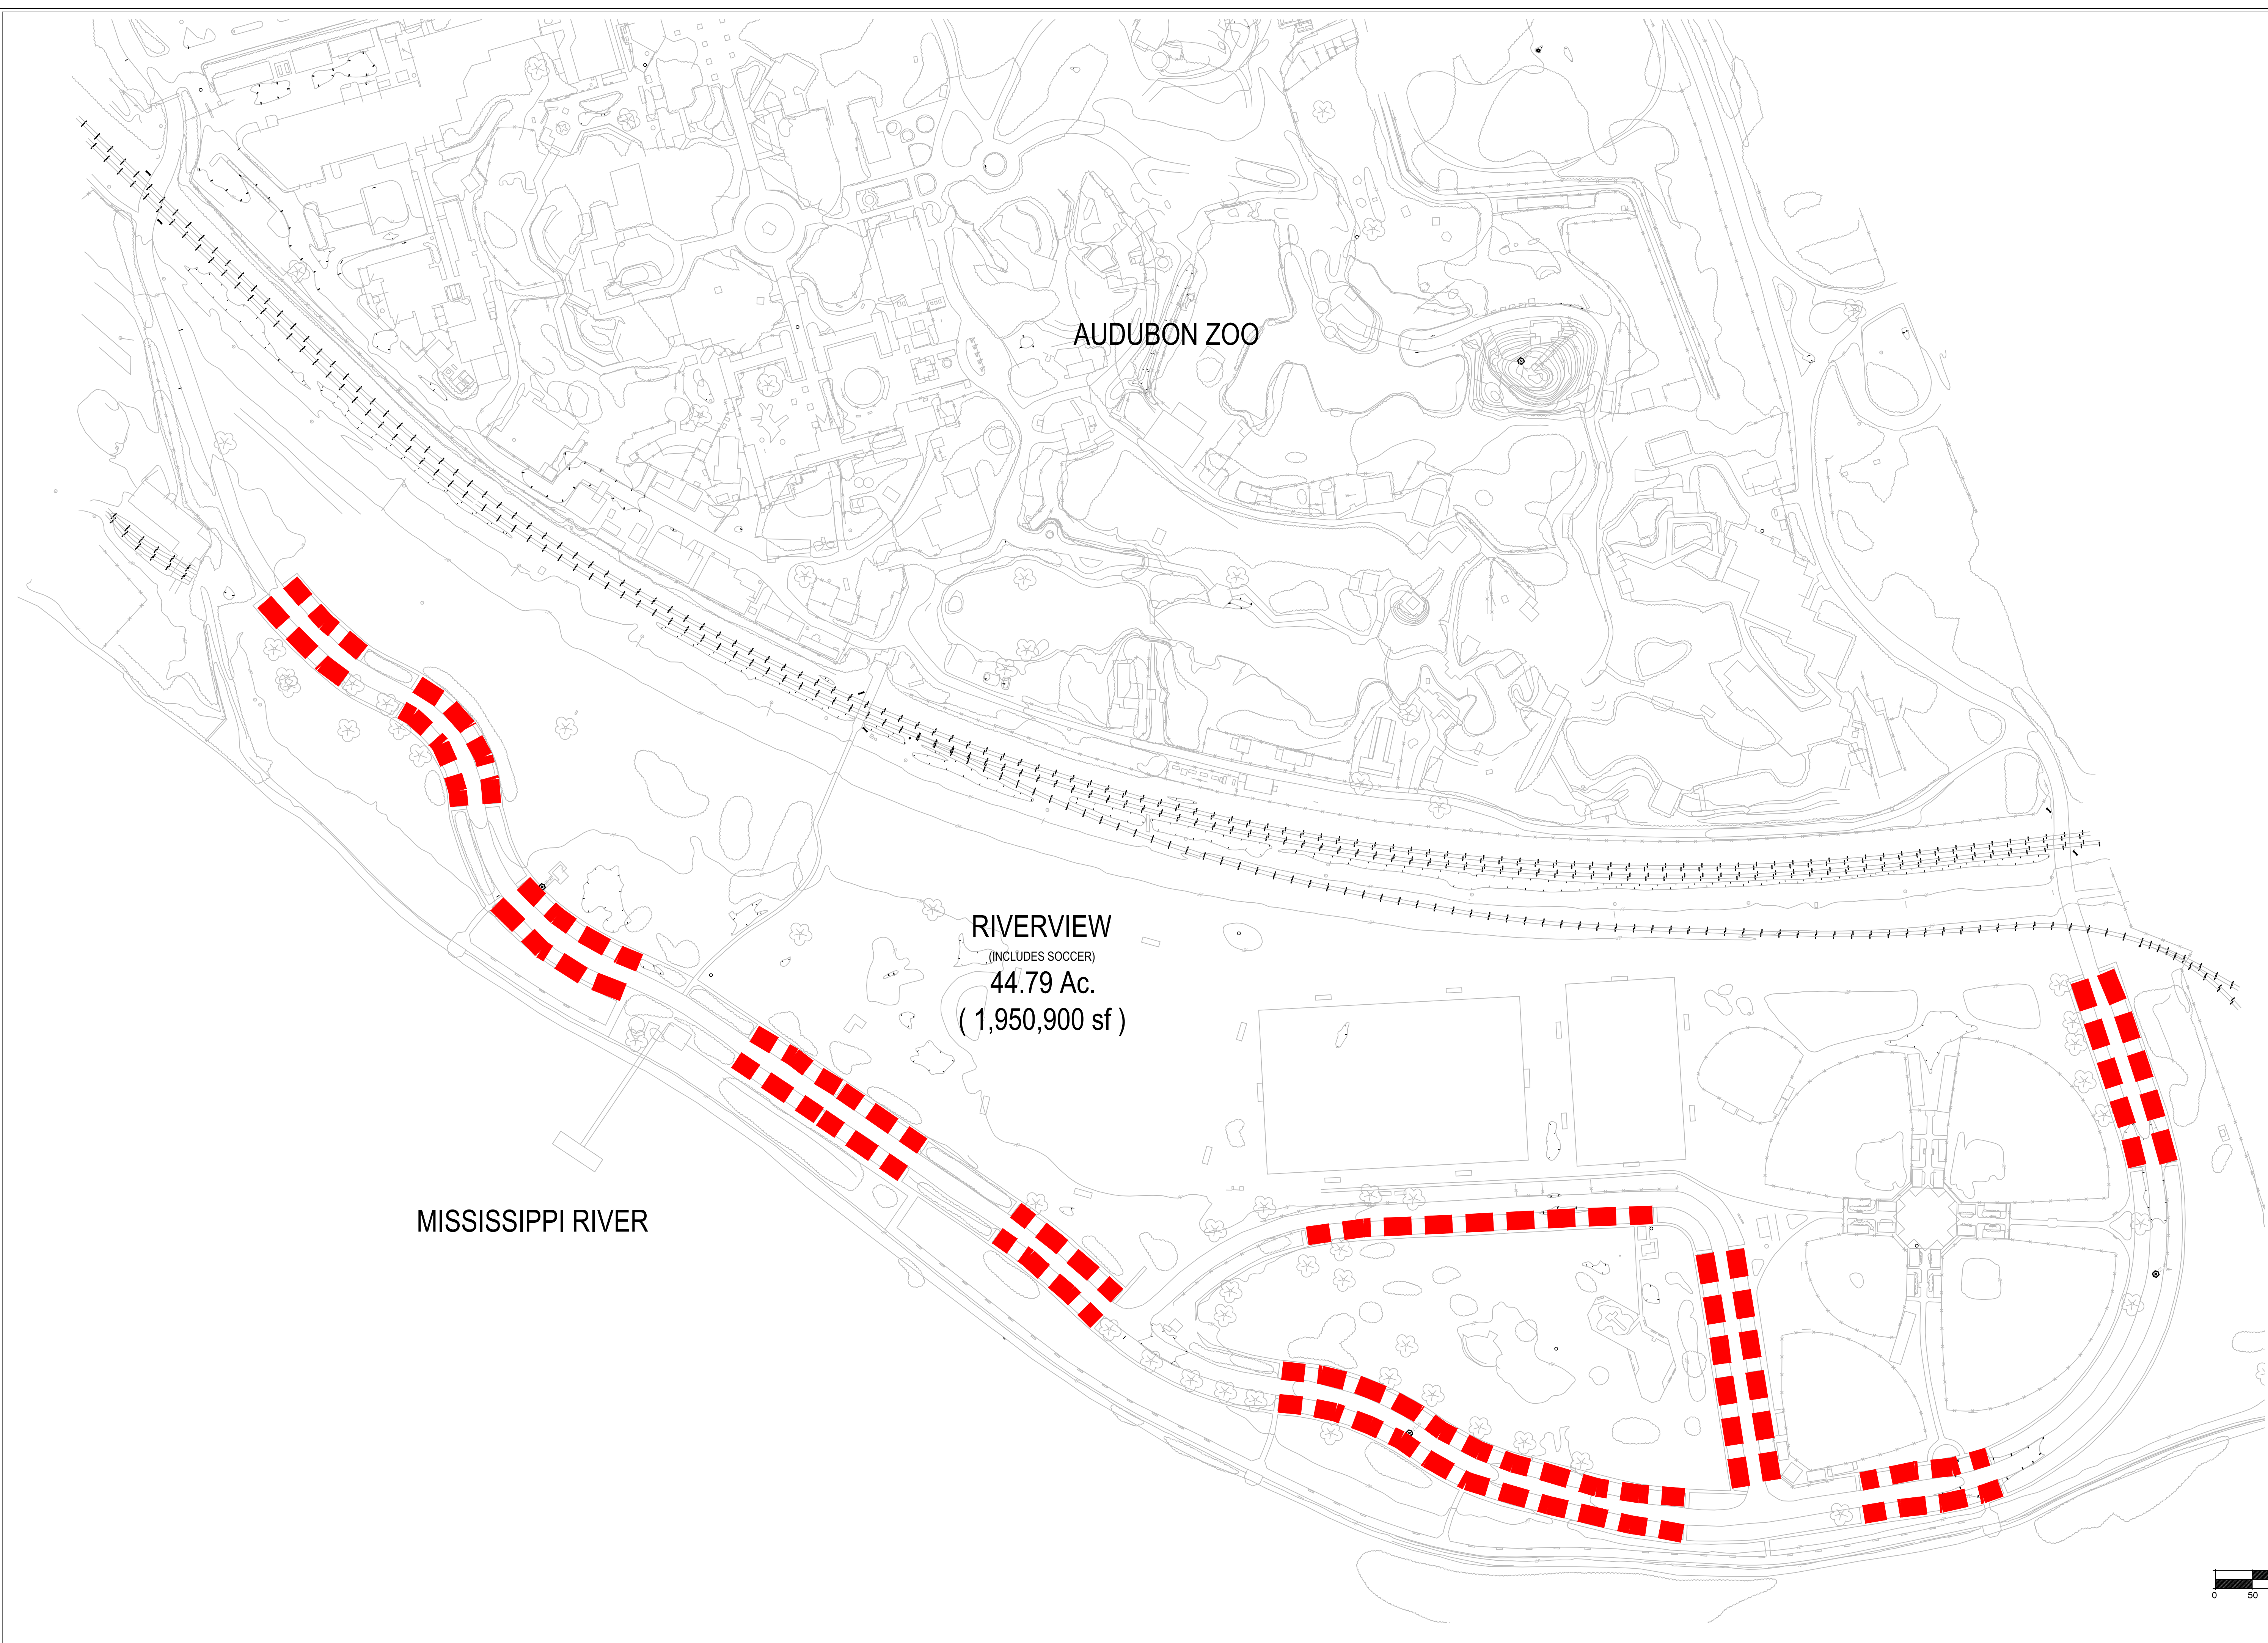 AUDUBON ZOO
RIVERVIEW
(INCLUDES SOCCER)
44.79 Ac.
( 1,950,900 sf )
MISSISSIPPI RIVER
0 50